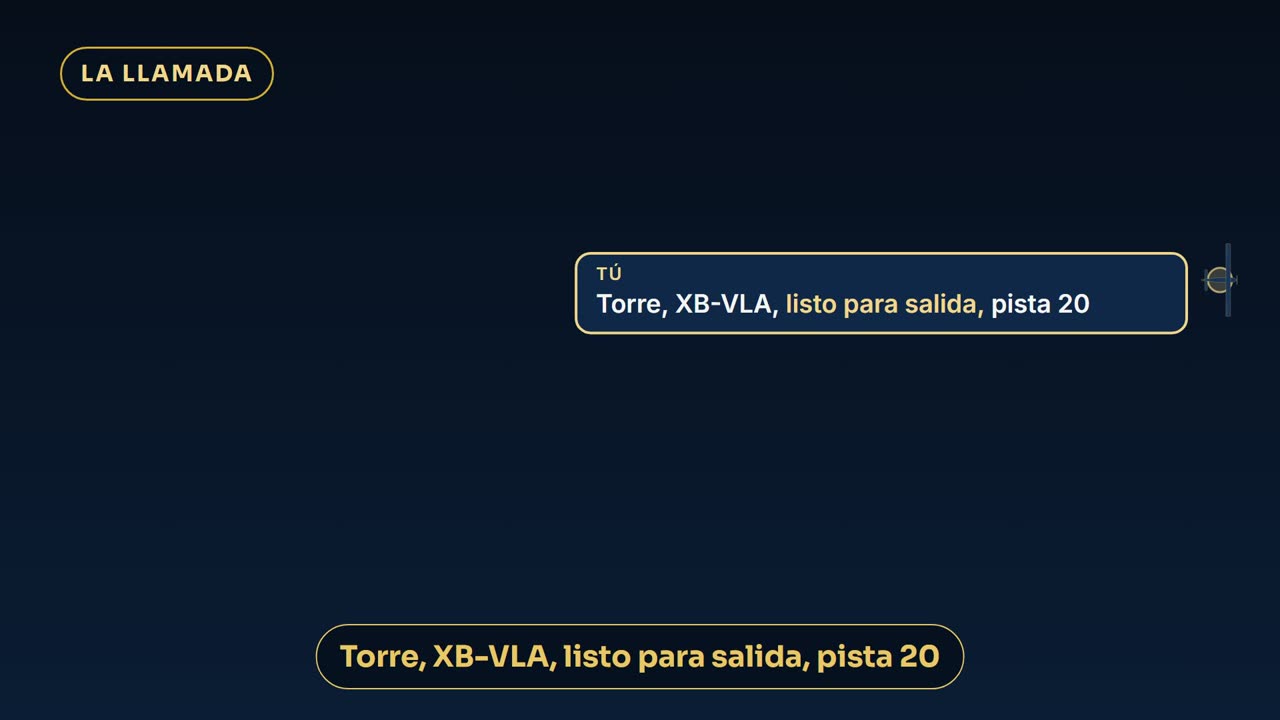 LA LLAMADA
TÚ
Torre, XB-VLA, listo para salida, pista 20
Torre, XB-VLA, listo para salida, pista 20